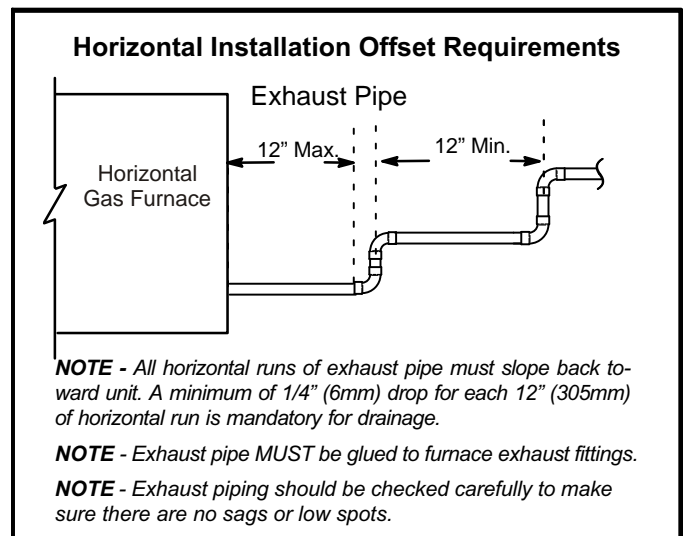 Horizontal Installation Offset Requirements
Exhaust Pipe
12” Max.
12” Min.
Horizontal
Gas Furnace
NOTE - All horizontal runs of exhaust pipe must slope back to-
ward unit. A minimum of 1/4” (6mm) drop for each 12” (305mm)
of horizontal run is mandatory for drainage.
NOTE - Exhaust pipe MUST be glued to furnace exhaust fittings.
NOTE - Exhaust piping should be checked carefully to make
sure there are no sags or low spots.